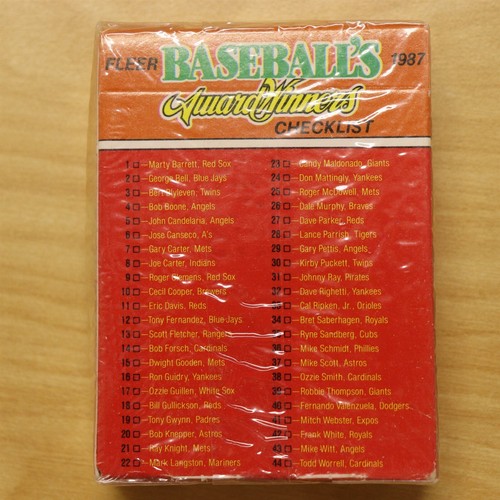 FLEER BASEBALL'S 1987
Award Winners
CHECKLIST
1 Marty Barrett, Red Sox
2 George Bell, Blue Jays
3 Bert Blyleven, Twins
4 Bob Boone, Angels
5 John Candelaria, Angels
6 Jose Canseco, A's
7 Gary Carter, Mets
8 Joe Carter, Indians
9 Roger Clemens, Red Sox
10 Cecil Cooper, Brewers
11 Eric Davis, Reds
12 Tony Fernandez, Blue Jays
13 Scott Fletcher, Rangers
14 Bob Forsch, Cardinals
15 Dwight Gooden, Mets
16 Ron Guidry, Yankees
17 Ozzie Guillen, White Sox
18 Bill Gullickson, Reds
19 Tony Gwynn, Padres
20 Bob Knepper, Astros
21 Ray Knight, Mets
22 Mark Langston, Mariners
23 Candy Maldonado, Giants
24 Don Mattingly, Yankees
25 Roger McDowell, Mets
26 Dale Murphy, Braves
27 Dave Parker, Reds
28 Lance Parrish, Tigers
29 Gary Pettis, Angels
30 Kirby Puckett, Twins
31 Johnny Ray, Pirates
32 Dave Righetti, Yankees
33 Cal Ripken, Jr., Orioles
34 Bret Saberhagen, Royals
35 Ryne Sandberg, Cubs
36 Mike Schmidt, Phillies
37 Mike Scott, Astros
38 Ozzie Smith, Cardinals
39 Robbie Thompson, Giants
40 Fernando Valenzuela, Dodgers
41 Mitch Webster, Expos
42 Frank White, Royals
43 Mike Witt, Angels
44 Todd Worrell, Cardinals